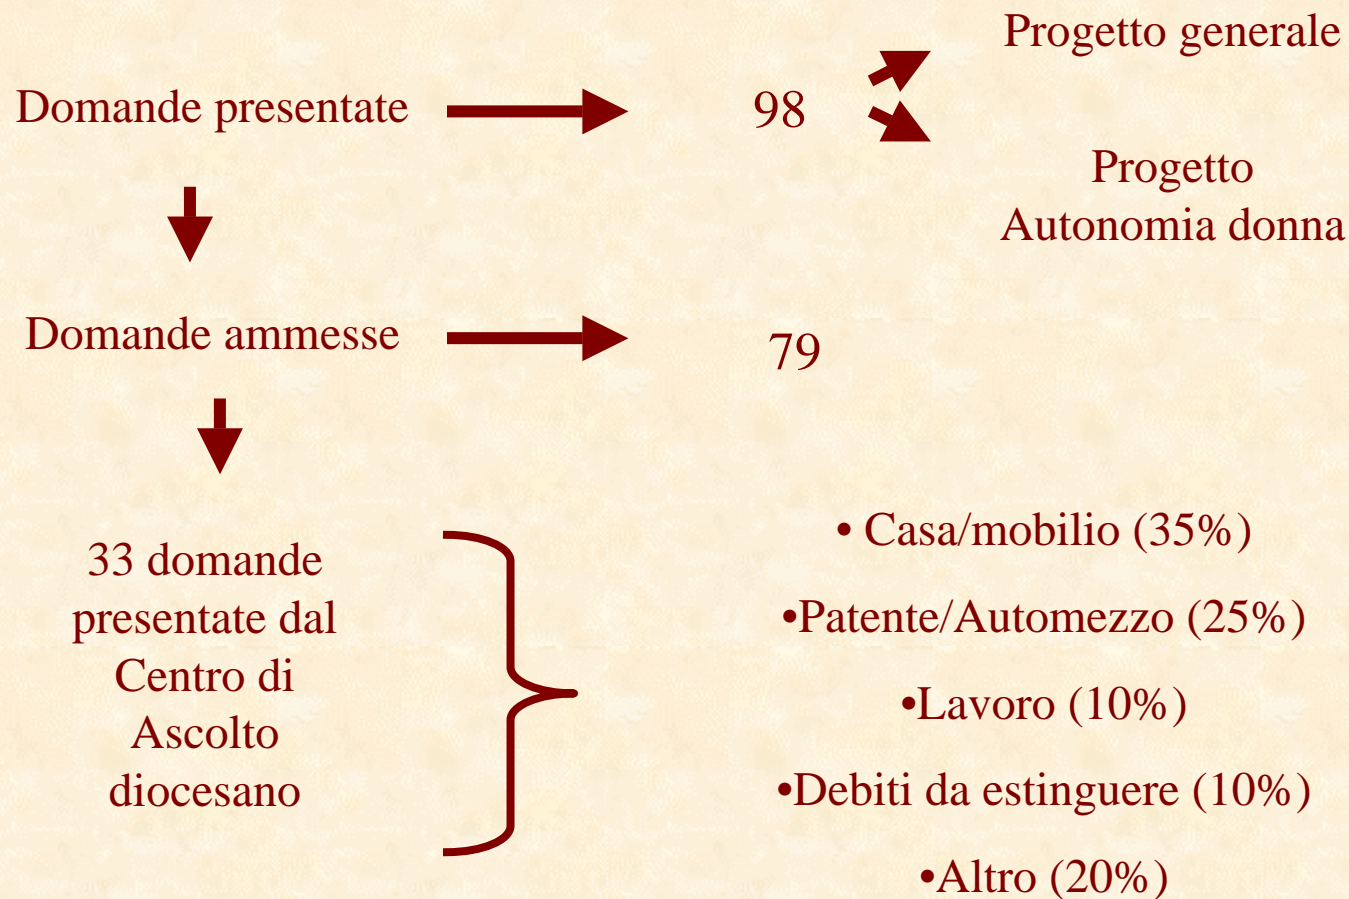 Progetto generale
Domande presentate
98
Progetto
Autonomia donna
Domande ammesse
79
33 domande
presentate dal
Centro di
Ascolto
diocesano
• Casa/mobilio (35%)
•Patente/Automezzo (25%)
•Lavoro (10%)
•Debiti da estinguere (10%)
•Altro (20%)